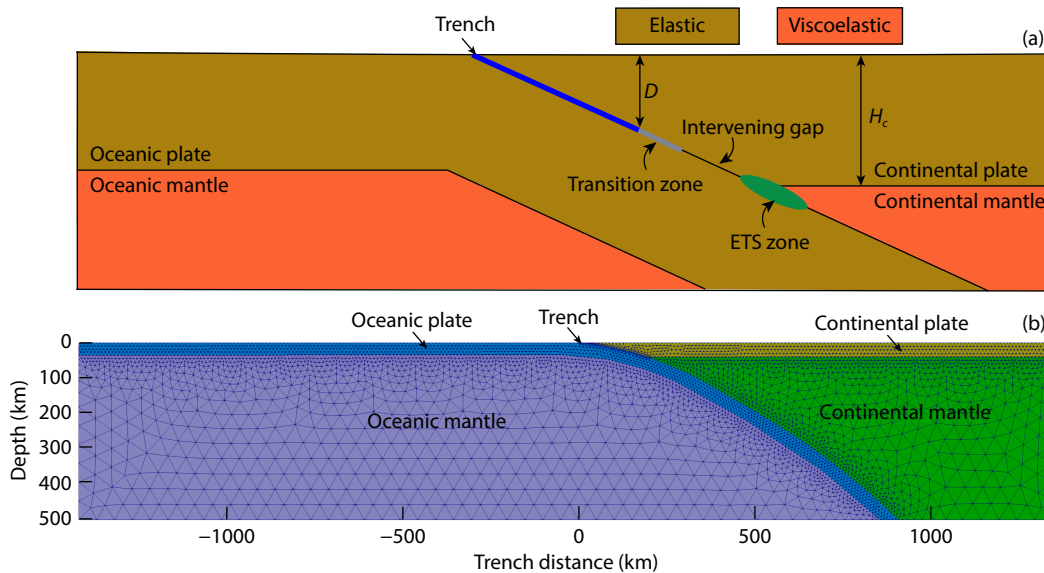 Trench
Elastic
Viscoelastic
(a)
D
H_c
Intervening gap
Oceanic plate
Oceanic mantle
Transition zone
Continental plate
Continental mantle
ETS zone
Oceanic plate
Trench
Continental plate
(b)
0
100
200
300
400
500
Depth (km)
Oceanic mantle
Continental mantle
−1000
−500
0
500
1000
Trench distance (km)